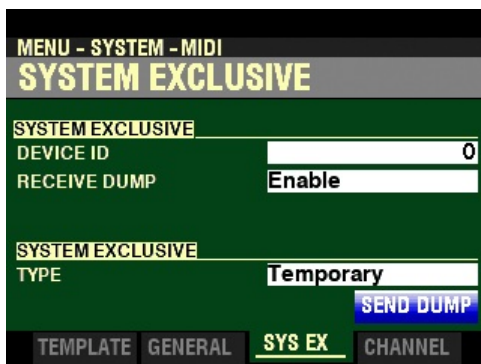 MENU - SYSTEM - MIDI
SYSTEM EXCLUSIVE
SYSTEM EXCLUSIVE
DEVICE ID 0
RECEIVE DUMP Enable
SYSTEM EXCLUSIVE
TYPE Temporary
SEND DUMP
TEMPLATE GENERAL SYS EX CHANNEL